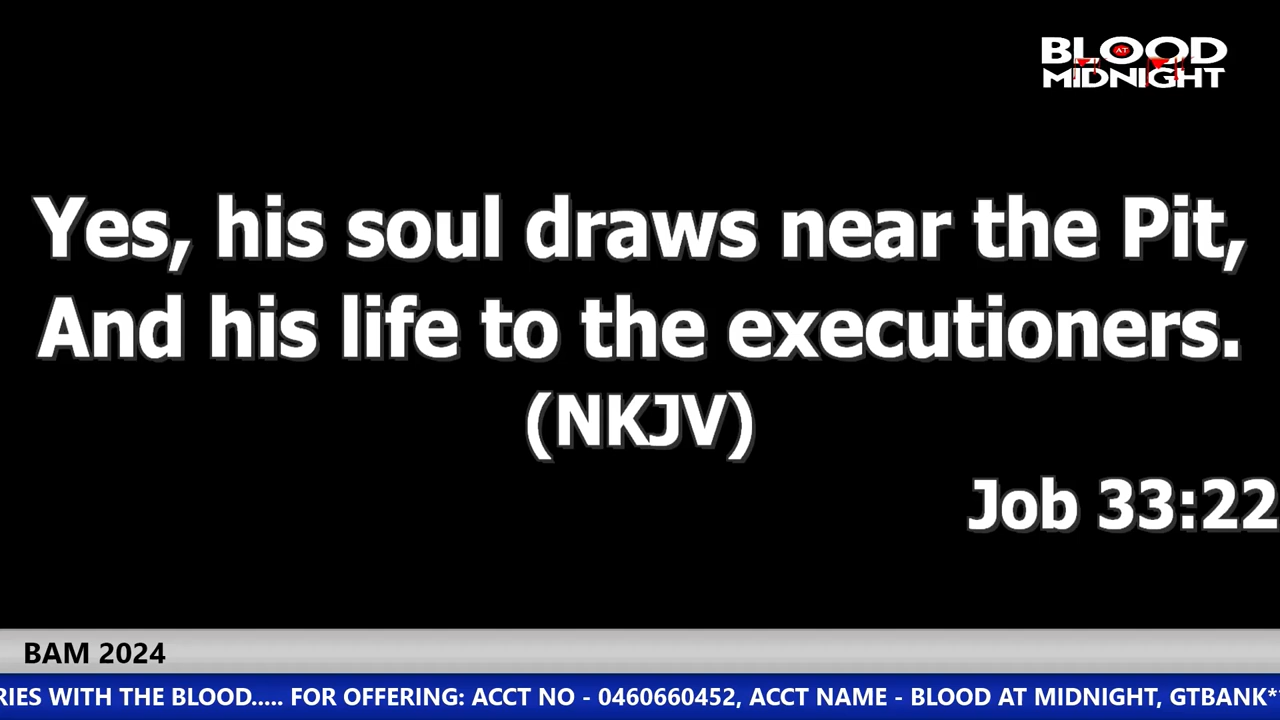 BLOOD
AT
MIDNIGHT
Yes, his soul draws near the Pit,
And his life to the executioners.
(NKJV)
Job 33:22
BAM 2024
RIES WITH THE BLOOD..... FOR OFFERING: ACCT NO - 0460660452, ACCT NAME - BLOOD AT MIDNIGHT, GTBANK*